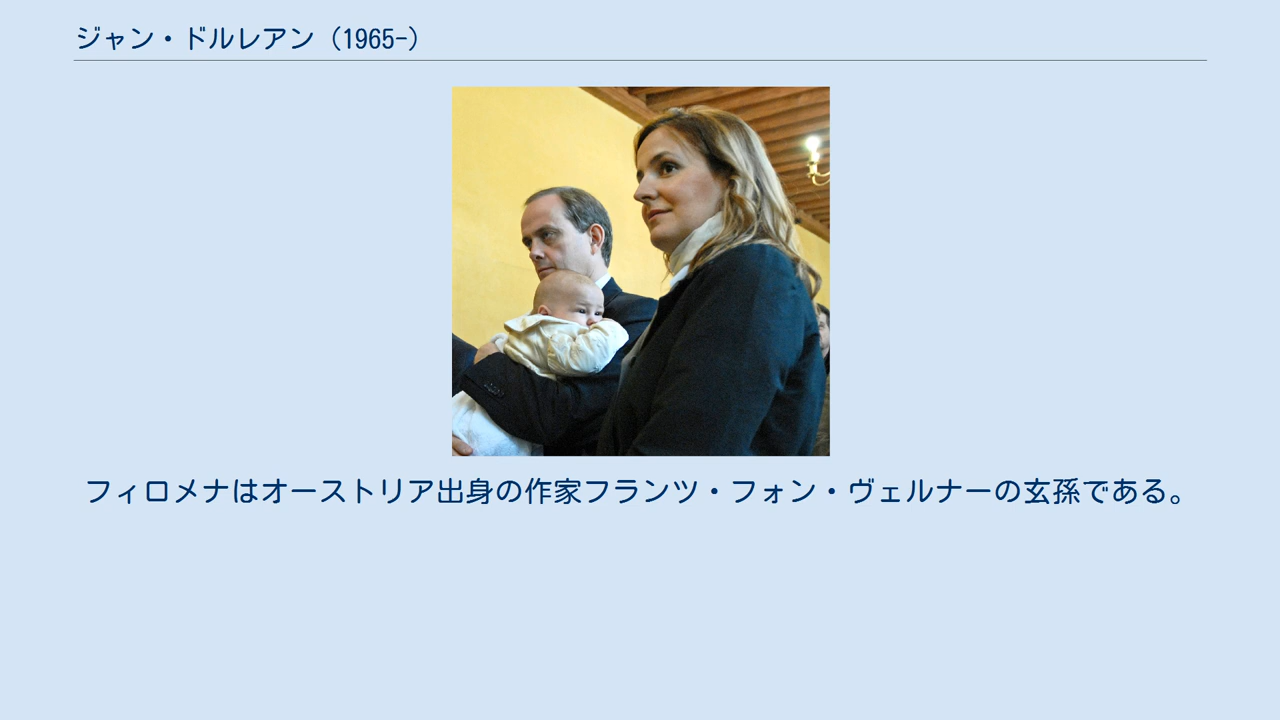 ジャン・ドルレアン（1965-）
フィロメナはオーストリア出身の作家フランツ・フォン・ヴェルナーの玄孫である。